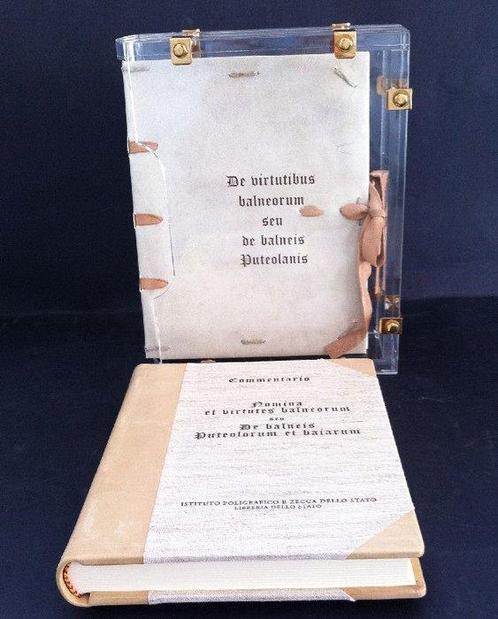 De virtutibus
balneorum
seu
de balneis
Puteolanis
Commentario
Nomina
et virtutes balneorum
seu
De balneis
Puteolorum et baiarum
ISTITUTO POLIGRAFICO E ZECCA DELLO STATO
LIBRERIA DELLO STATO